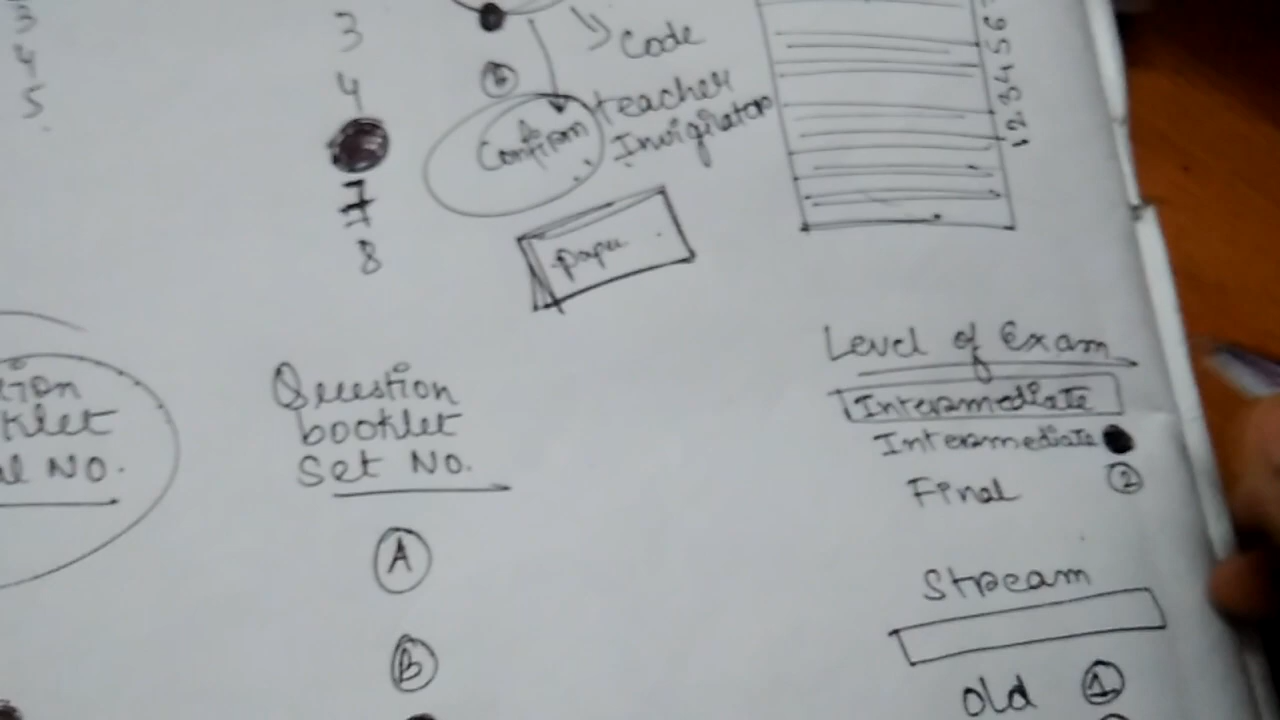 3
4
5
3
4
7
8
Code
B
Confirm
teacher
Invigilator
paper
6
5
4
3
2
1
klet
No.
Question
booklet
Set No.
A
B
Level of Exam
Intermediate
Intermediate
Final 2
Stream
Old 1